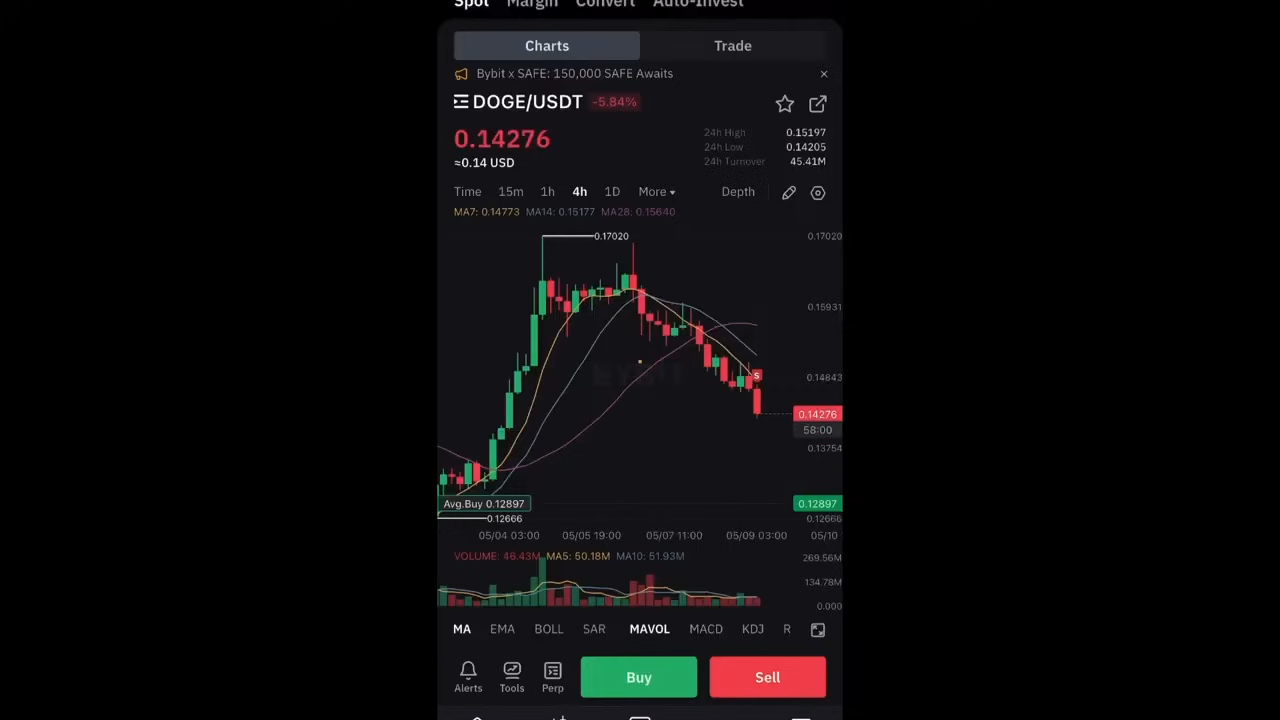 Spot Margin Convert Auto-Invest
Charts Trade
Bybit x SAFE: 150,000 SAFE Awaits ×
DOGE/USDT -5.84%
0.14276
≈0.14 USD
24h High 0.15197
24h Low 0.14205
24h Turnover 45.41M
Time 15m 1h 4h 1D More Depth
MA7: 0.14773 MA14: 0.15177 MA28: 0.15640
0.17020 0.17020
0.15931
BYBIT
S
0.14843
0.14276
58:00
0.13754
Avg.Buy 0.12897 0.12897
0.12666 0.12666
05/04 03:00 05/05 19:00 05/07 11:00 05/09 03:00 05/10
VOLUME: 46.43M MA5: 50.18M MA10: 51.93M
269.56M
134.78M
0.000
MA EMA BOLL SAR MAVOL MACD KDJ R
Alerts Tools Perp Buy Sell